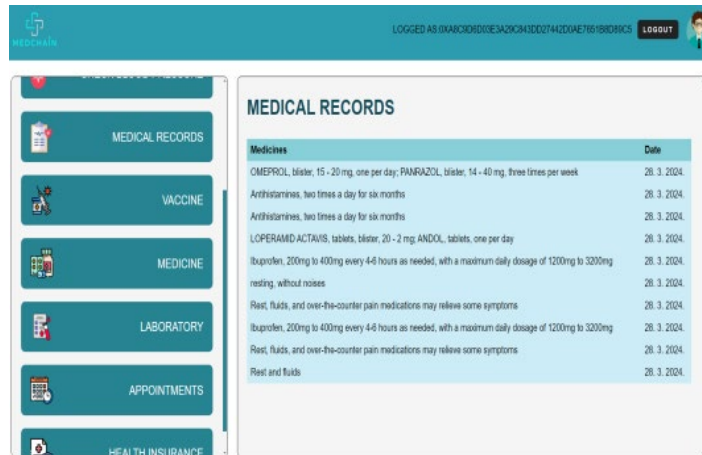 MEDCHAIN
LOGOUT
MEDICAL RECORDS
VACCINE
MEDICINE
LABORATORY
APPOINTMENTS
HEALTH INSURANCE
MEDICAL RECORDS
Medicines Date
OMEPROL, blister, 15 - 20 mg, one per day; PANRAZOL, blister, 14 - 40 mg, three times per week 28. 3. 2024.
Antihistamines, two times a day for six months 28. 3. 2024.
Antihistamines, two times a day for six months 28. 3. 2024.
LOPERAMID ACTAVIS, tablets, blister, 20 - 2 mg; ANDOL, tablets, one per day 28. 3. 2024.
Ibuprofen, 200mg to 400mg every 4-6 hours as needed, with a maximum daily dosage of 1200mg to 3200mg 28. 3. 2024.
resting, without noises 28. 3. 2024.
Rest, fluids, and over-the-counter pain medications may relieve some symptoms 28. 3. 2024.
Ibuprofen, 200mg to 400mg every 4-6 hours as needed, with a maximum daily dosage of 1200mg to 3200mg 28. 3. 2024.
Rest, fluids, and over-the-counter pain medications may relieve some symptoms 28. 3. 2024.
Rest and fluids 28. 3. 2024.